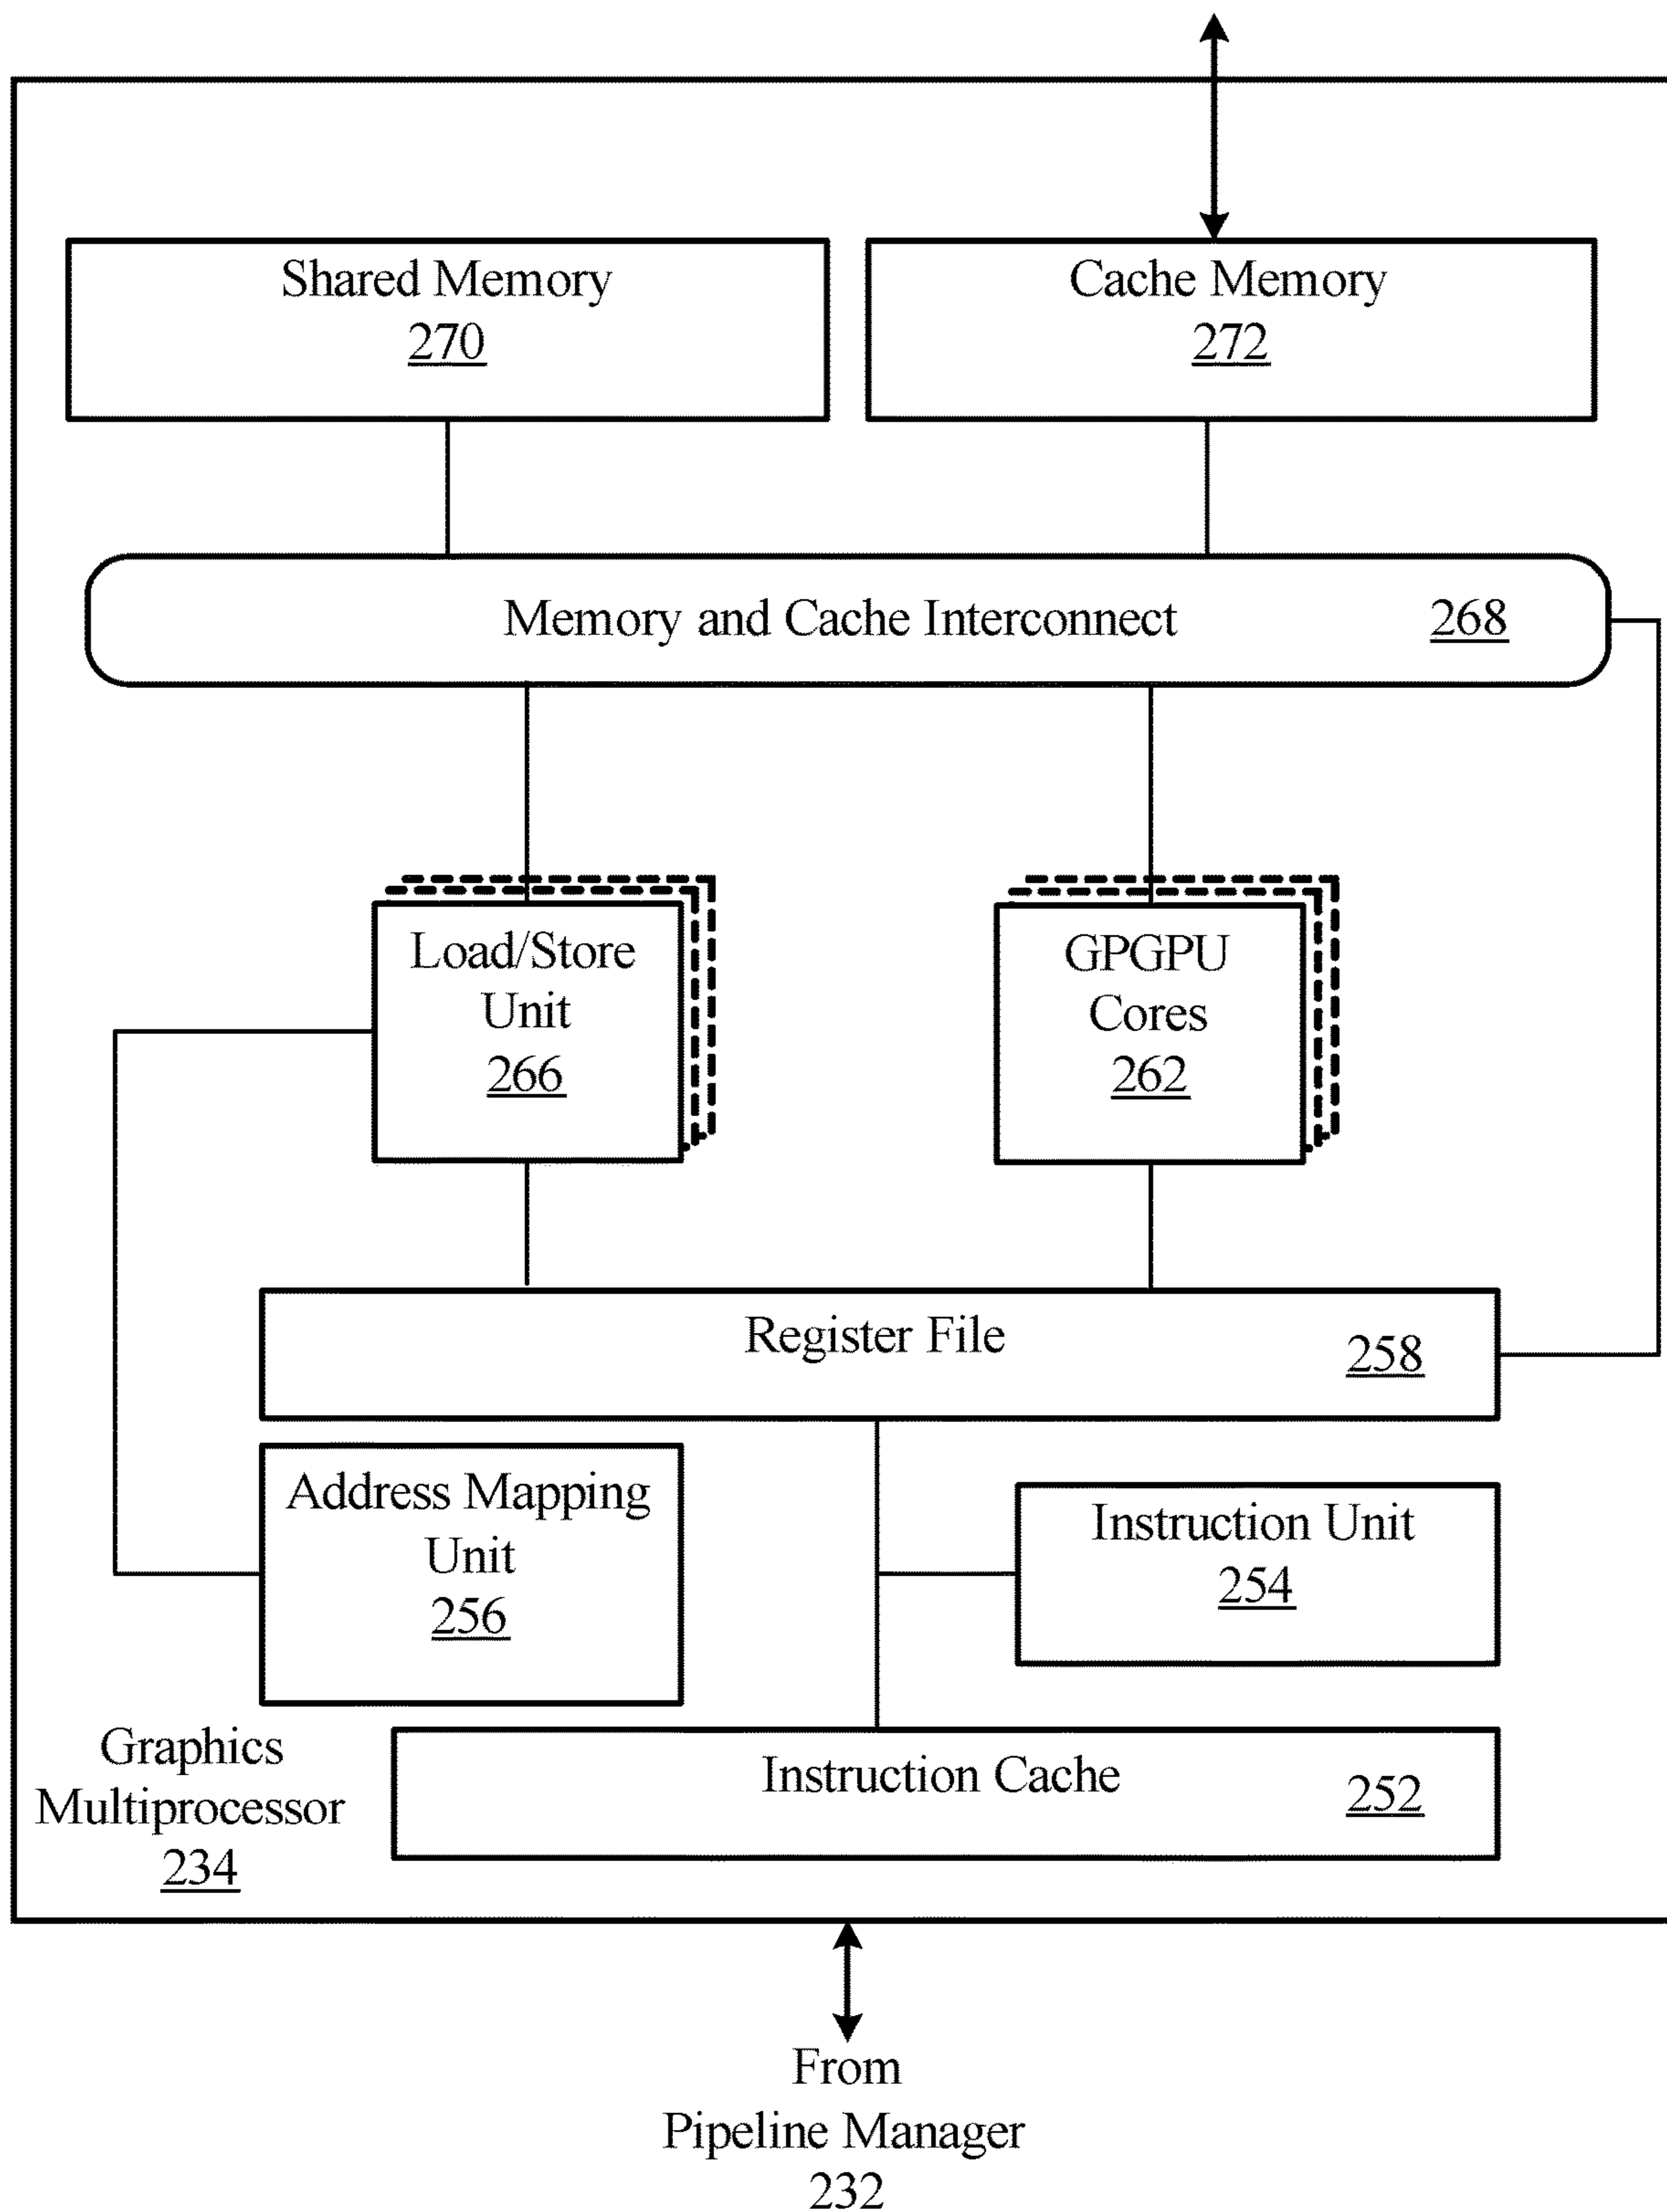 Shared Memory
270
Cache Memory
272
Memory and Cache Interconnect 268
Load/Store
Unit
266
GPGPU
Cores
262
Register File 258
Address Mapping
Unit
256
Instruction Unit
254
Graphics
Multiprocessor
234
Instruction Cache 252
From
Pipeline Manager
232